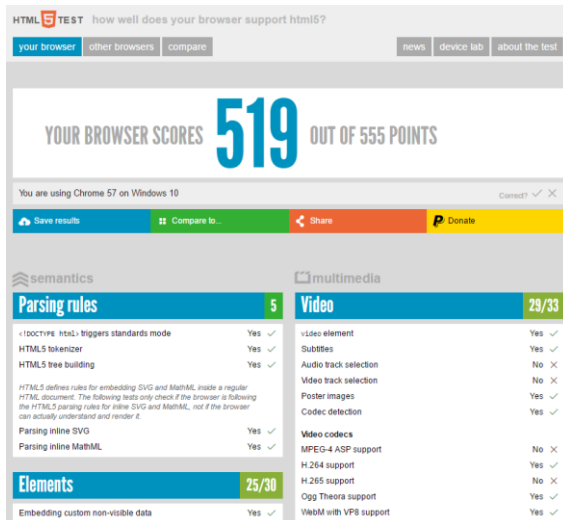 HTML 5 TEST how well does your browser support html5?
your browser other browsers compare news device lab about the test
YOUR BROWSER SCORES 519 OUT OF 555 POINTS
You are using Chrome 57 on Windows 10 Correct?
Save results Compare to... Share Donate
semantics
Parsing rules 5
<!DOCTYPE html> triggers standards mode Yes
HTML5 tokenizer Yes
HTML5 tree building Yes
HTML5 defines rules for embedding SVG and MathML inside a regular
HTML document. The following tests only check if the browser is following
the HTML5 parsing rules for inline SVG and MathML, not if the browser
can actually understand and render it.
Parsing inline SVG Yes
Parsing inline MathML Yes
Elements 25/30
Embedding custom non-visible data Yes
multimedia
Video 29/33
video element Yes
Subtitles Yes
Audio track selection No
Video track selection No
Poster images Yes
Codec detection Yes
Video codecs
MPEG-4 ASP support No
H.264 support Yes
H.265 support No
Ogg Theora support Yes
WebM with VP8 support Yes